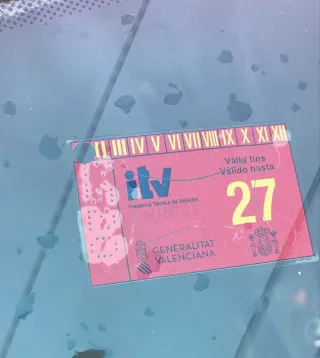 II III IV V VI VII VIII IX X XI XII
itv
Inspecció Tècnica de Vehicles
Vàlid fins
Válido hasta
27
GENERALITAT
VALENCIANA